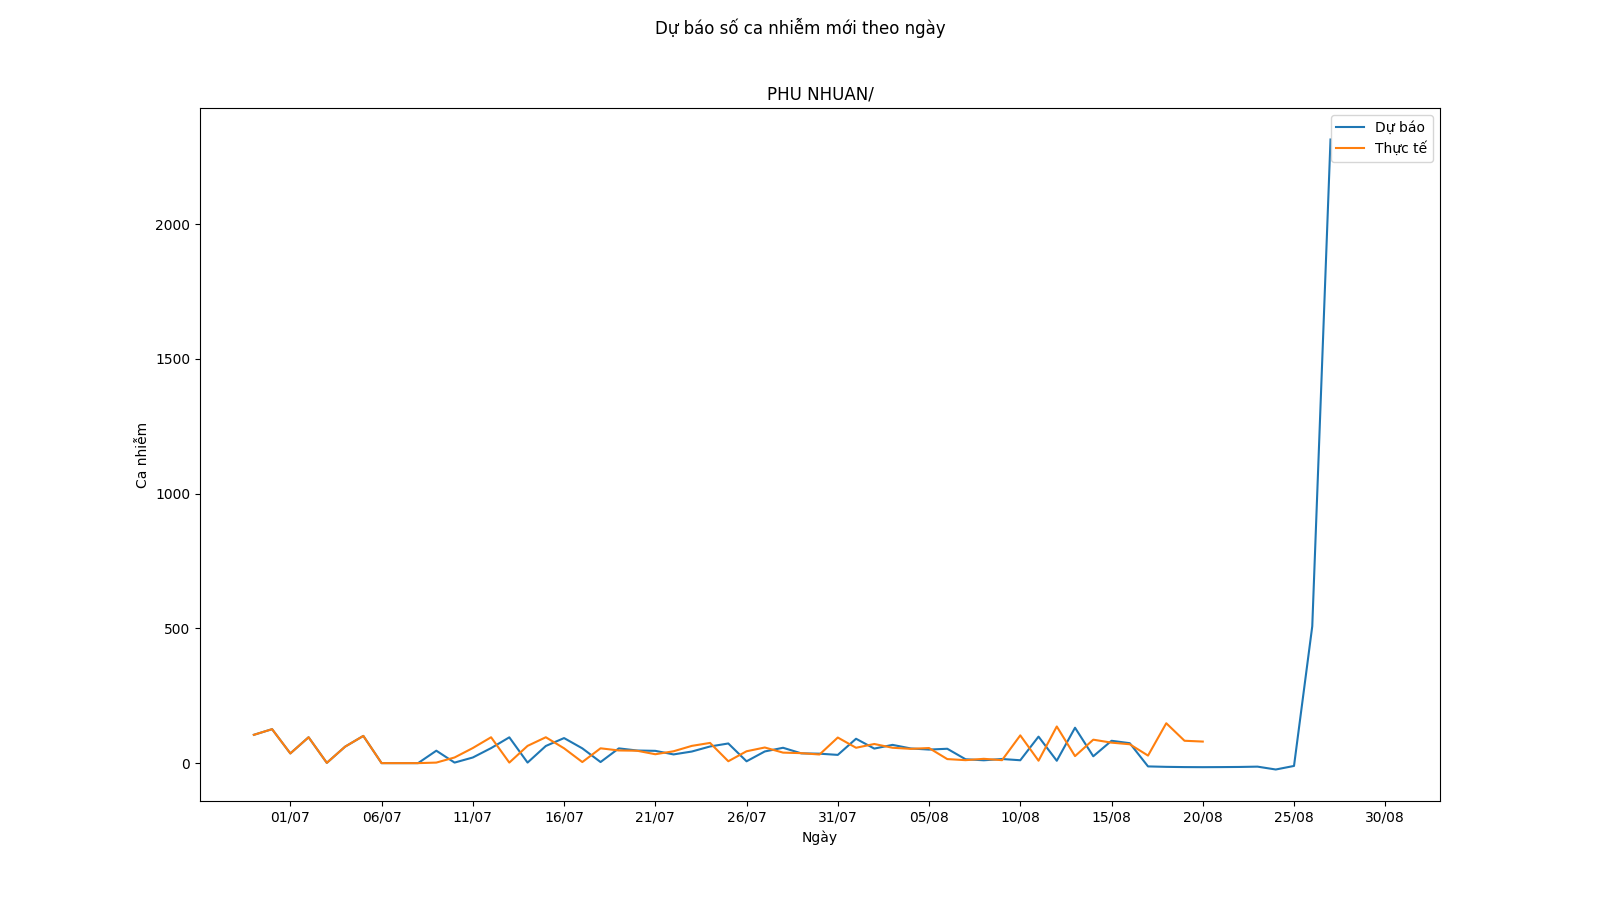 Dự báo số ca nhiễm mới theo ngày
PHU NHUAN/
Dự báo
Thực tế
2000
1500
1000
500
0
Ca nhiễm
01/07 06/07 11/07 16/07 21/07 26/07 31/07 05/08 10/08 15/08 20/08 25/08 30/08
Ngày